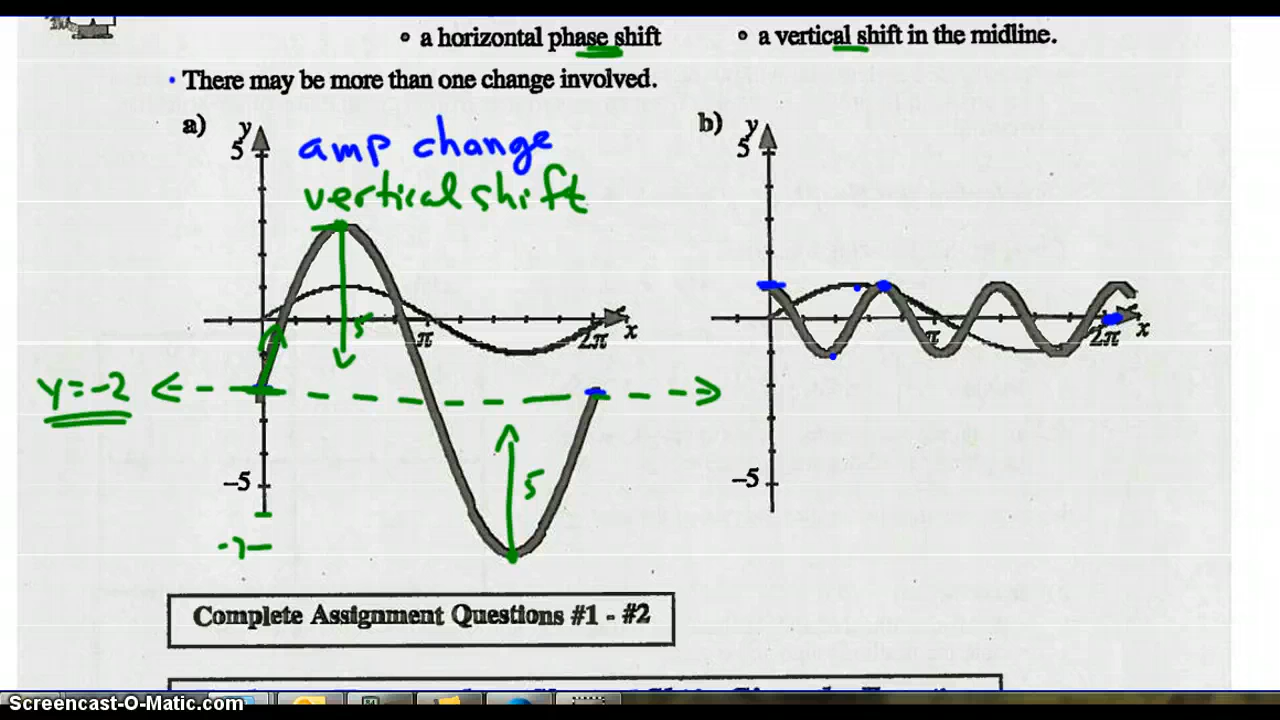 ◦ a horizontal phase shift ◦ a vertical shift in the midline.
• There may be more than one change involved.
a) y b) y
5 5
amp change
vertical shift
5
π 2π x π 2π x
y=-2
-5 5 -5
-7
Complete Assignment Questions #1 - #2
Screencast-O-Matic.com